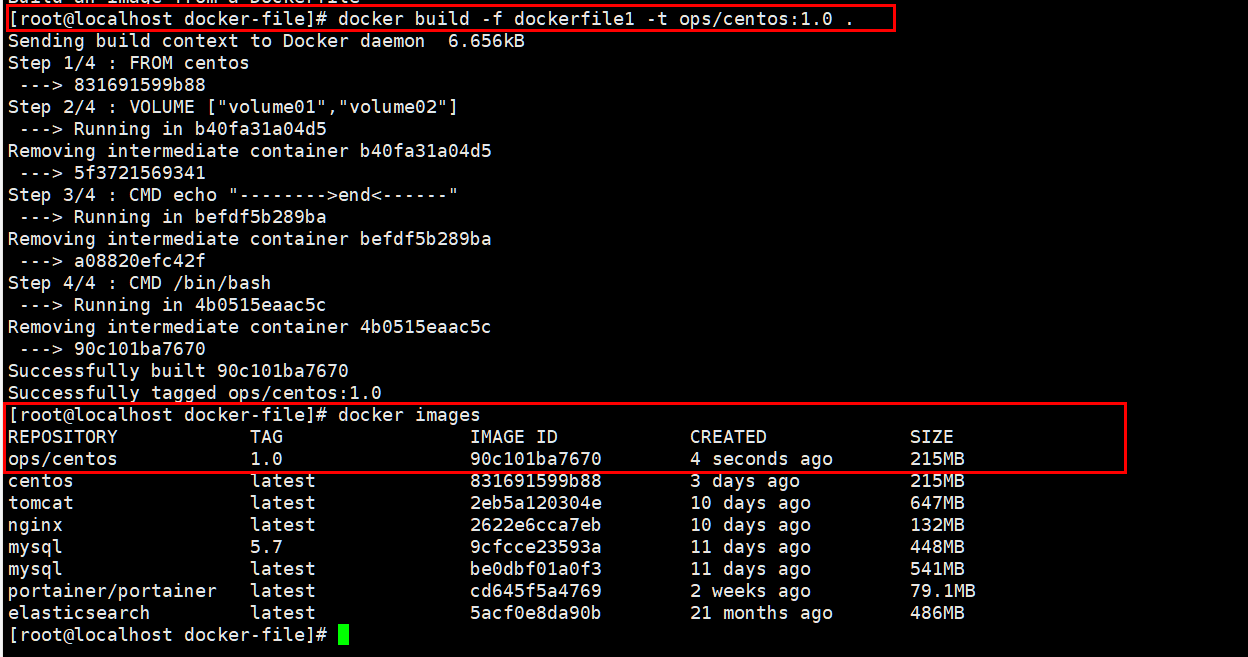 Build an image from a Dockerfile
[root@localhost docker-file]# docker build -f dockerfile1 -t ops/centos:1.0 .
Sending build context to Docker daemon  6.656kB
Step 1/4 : FROM centos
 ---> 831691599b88
Step 2/4 : VOLUME ["volume01","volume02"]
 ---> Running in b40fa31a04d5
Removing intermediate container b40fa31a04d5
 ---> 5f3721569341
Step 3/4 : CMD echo "-------->end<------"
 ---> Running in befdf5b289ba
Removing intermediate container befdf5b289ba
 ---> a08820efc42f
Step 4/4 : CMD /bin/bash
 ---> Running in 4b0515eaac5c
Removing intermediate container 4b0515eaac5c
 ---> 90c101ba7670
Successfully built 90c101ba7670
Successfully tagged ops/centos:1.0
[root@localhost docker-file]# docker images
REPOSITORY            TAG                 IMAGE ID            CREATED             SIZE
ops/centos            1.0                 90c101ba7670        4 seconds ago       215MB
centos                latest              831691599b88        3 days ago          215MB
tomcat                latest              2eb5a120304e        10 days ago         647MB
nginx                 latest              2622e6cca7eb        10 days ago         132MB
mysql                 5.7                 9cfcce23593a        11 days ago         448MB
mysql                 latest              be0dbf01a0f3        11 days ago         541MB
portainer/portainer   latest              cd645f5a4769        2 weeks ago         79.1MB
elasticsearch         latest              5acf0e8da90b        21 months ago       486MB
[root@localhost docker-file]#